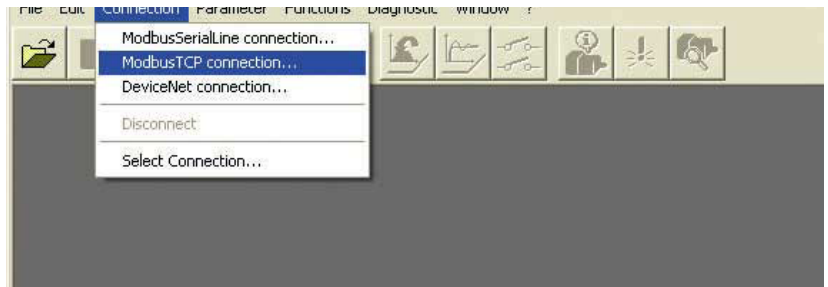 File Edit Connection Parameter Functions Diagnostic Window ?
ModbusSerialLine connection...
ModbusTCP connection...
DeviceNet connection...
Disconnect
Select Connection...